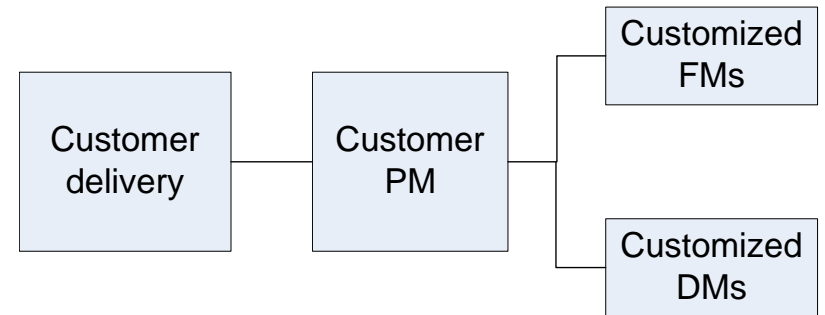 Customer
delivery
Customer
PM
Customized
FMs
Customized
DMs